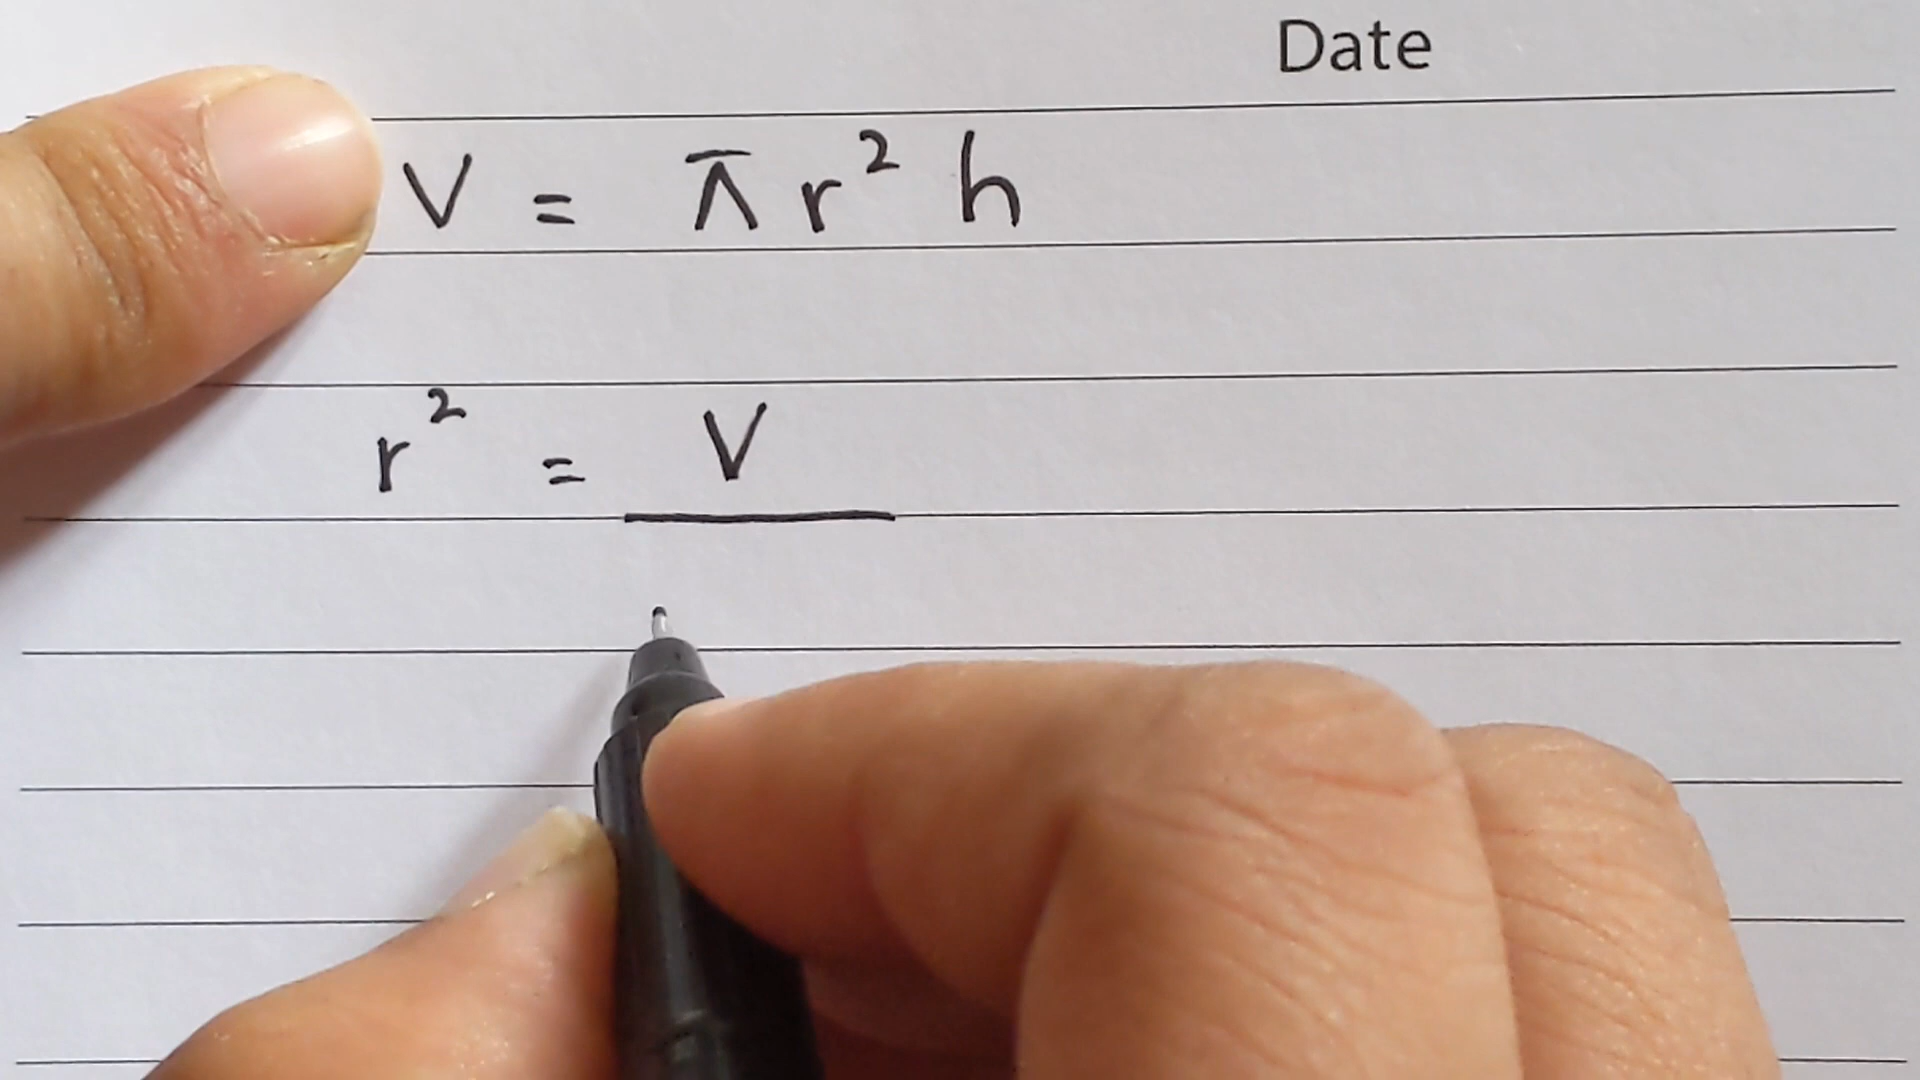 Date
V = π r² h
r² = V